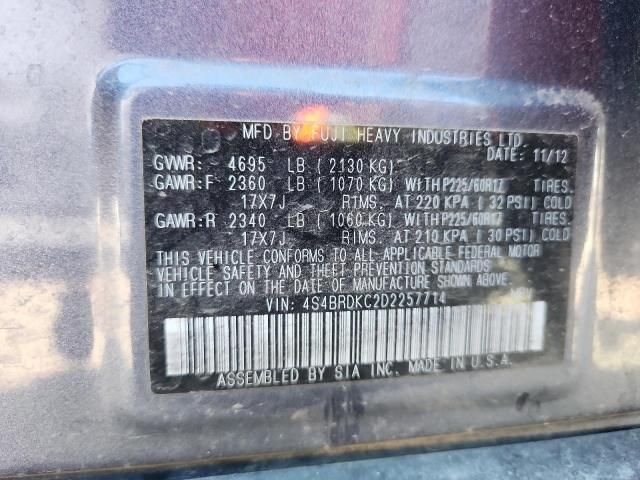 MFD BY FUJI HEAVY INDUSTRIES LTD.
DATE: 11/12
GVWR: 4695 LB (2130 KG)
GAWR:F 2360 LB (1070 KG) WITH P225/60R17 TIRES.
17X7J RIMS. AT 220 KPA (32 PSI) COLD
GAWR:R 2340 LB (1060 KG) WITH P225/60R17 TIRES.
17X7J RIMS. AT 210 KPA (30 PSI) COLD
THIS VEHICLE CONFORMS TO ALL APPLICABLE FEDERAL MOTOR
VEHICLE SAFETY AND THEFT PREVENTION STANDARDS
IN EFFECT ON THE DATE OF MANUFACTURE SHOWN ABOVE.
VIN: 4S4BRDKC2D2257714 MPV
ASSEMBLED BY SIA INC. MADE IN U.S.A.